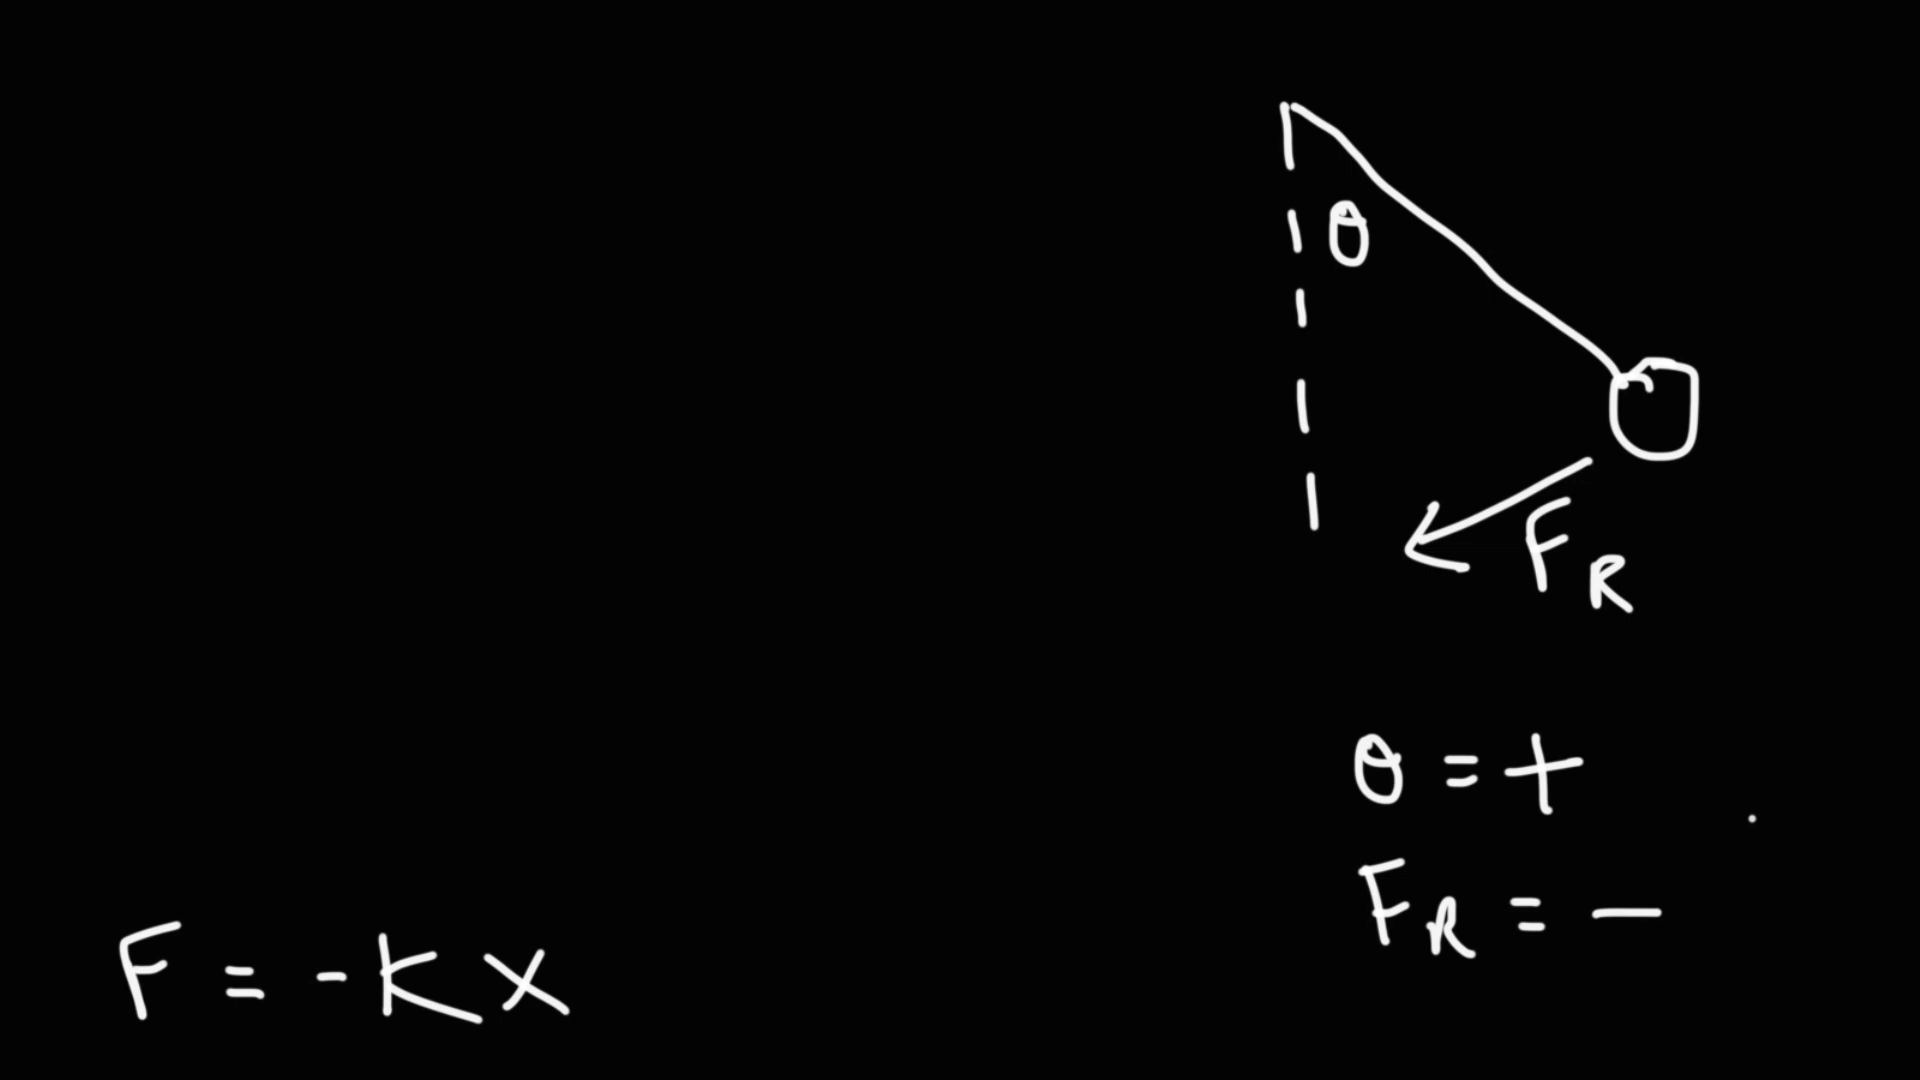 θ
F_R
θ = +
F_R = -
F = -Kx